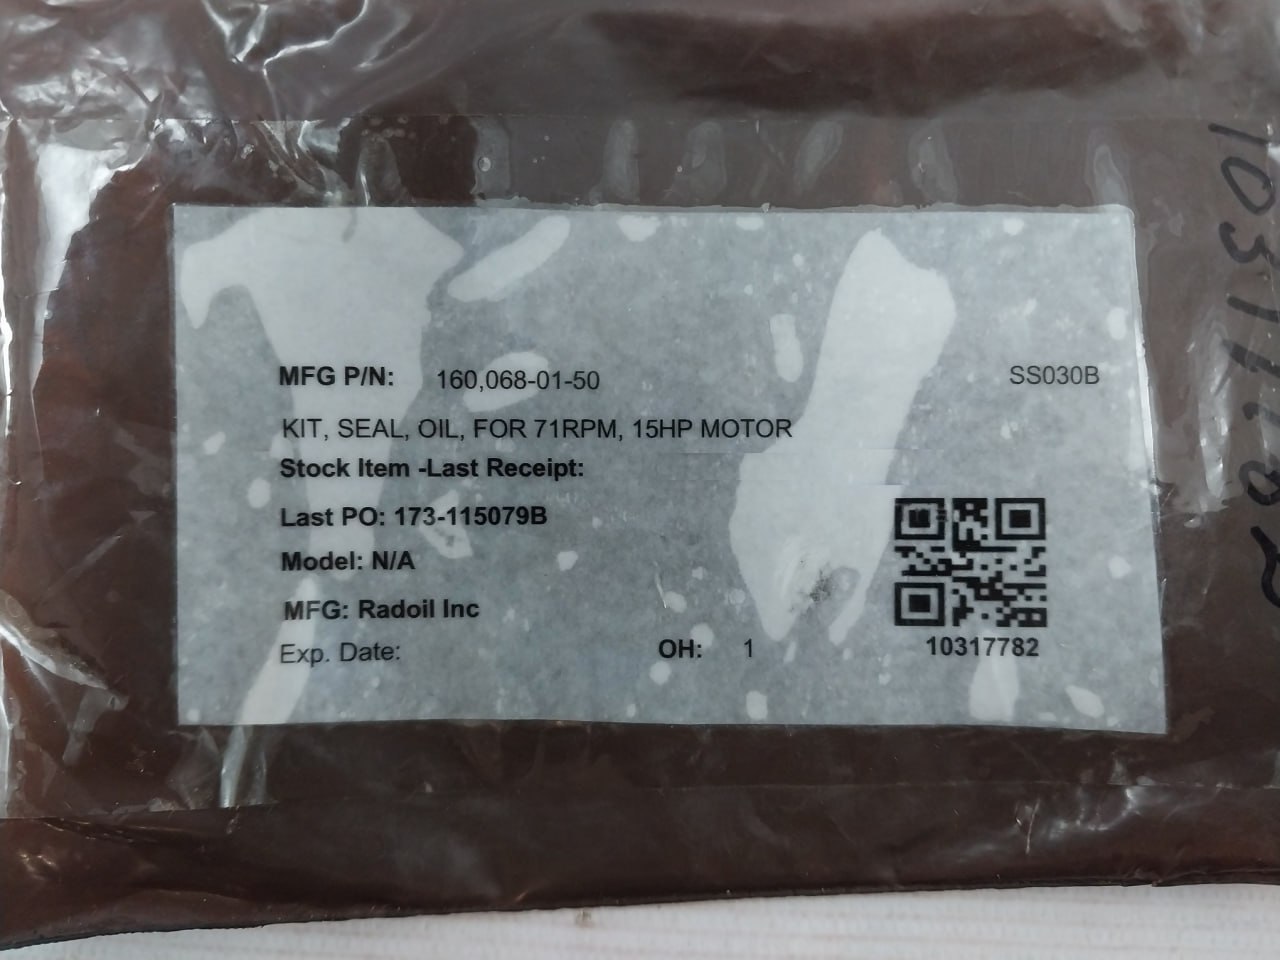 MFG P/N: 160,068-01-50 SS030B
KIT, SEAL, OIL, FOR 71RPM, 15HP MOTOR
Stock Item -Last Receipt:
Last PO: 173-115079B
Model: N/A
MFG: Radoil Inc
Exp. Date: OH: 1
10317782